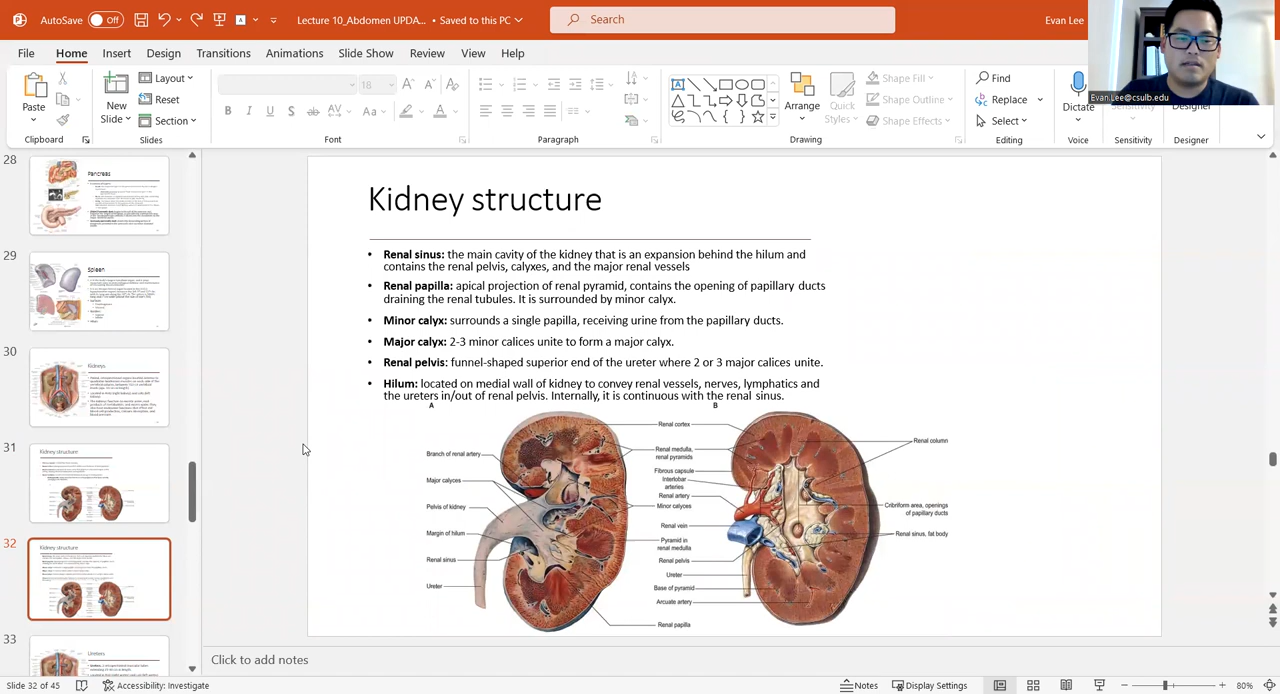 AutoSave Off Lecture 10_Abdomen UPDA... • Saved to this PC Search Evan Lee
File Home Insert Design Transitions Animations Slide Show Review View Help
Evan.Lee@csulb.edu
Paste New Slide Layout Reset Section 18 Arrange Quick Styles Shape Fill Shape Outline Shape Effects Find Replace Select Dictate Sensitivity Designer
Clipboard Slides Font Paragraph Drawing Editing Voice Sensitivity Designer
28
Pancreas
29
Spleen
30
Kidneys
31
Kidney structure
32
Kidney structure
33
Ureters
Kidney structure
• Renal sinus: the main cavity of the kidney that is an expansion behind the hilum and
contains the renal pelvis, calyxes, and the major renal vessels
• Renal papilla: apical projection of renal pyramid, contains the opening of papillary ducts
draining the renal tubules. It is surrounded by minor calyx.
• Minor calyx: surrounds a single papilla, receiving urine from the papillary ducts.
• Major calyx: 2-3 minor calices unite to form a major calyx.
• Renal pelvis: funnel-shaped superior end of the ureter where 2 or 3 major calices unite.
• Hilum: located on medial wall of kidney to convey renal vessels, nerves, lymphatic and
the ureters in/out or renal pelvis. Internally, it is continuous with the renal sinus.
A
Branch of renal artery
Major calyces
Pelvis of kidney
Margin of hilum
Renal sinus
Ureter
B
Renal cortex
Renal medulla,
renal pyramids
Fibrous capsule
Interlobar
arteries
Renal artery
Minor calyces
Renal vein
Pyramid in
renal medulla
Renal pelvis
Ureter
Base of pyramid
Arcuate artery
Renal papilla
Renal column
Cribriform area, openings
of papillary ducts
Renal sinus, fat body
Click to add notes
Slide 32 of 45 Accessibility: Investigate Notes Display Settings 80%